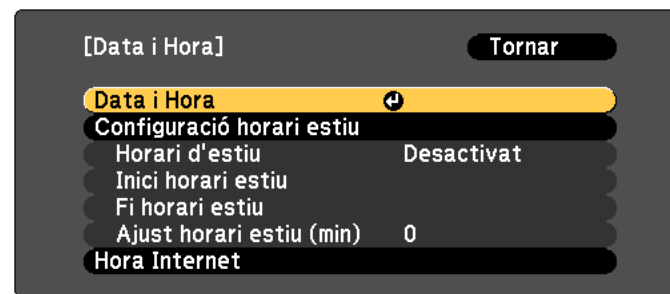 [Data i Hora] Tornar
Data i Hora
Configuració horari estiu
Horari d'estiu Desactivat
Inici horari estiu
Fi horari estiu
Ajust horari estiu (min) 0
Hora Internet